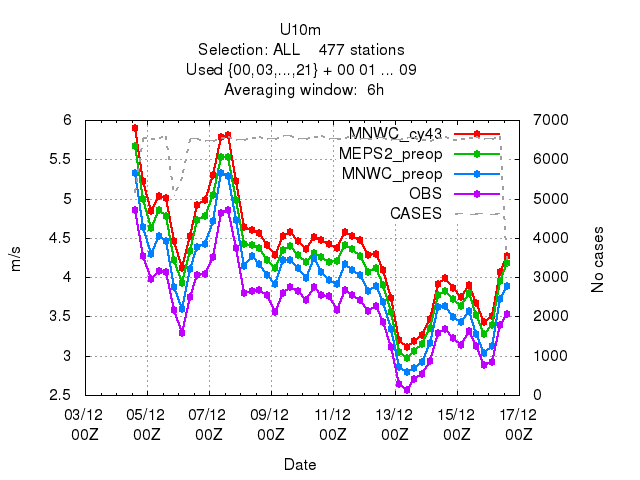 U10m
Selection: ALL 477 stations
Used {00,03,...,21} + 00 01 ... 09
Averaging window: 6h
6 7000
5.5 6000
5 5000
4.5 4000
4 3000
3.5 2000
3 1000
2.5 0
MNWC_cy43
MEPS2_preop
MNWC_preop
OBS
CASES
m/s
No cases
03/12 05/12 07/12 09/12 11/12 13/12 15/12 17/12
00Z 00Z 00Z 00Z 00Z 00Z 00Z 00Z
Date